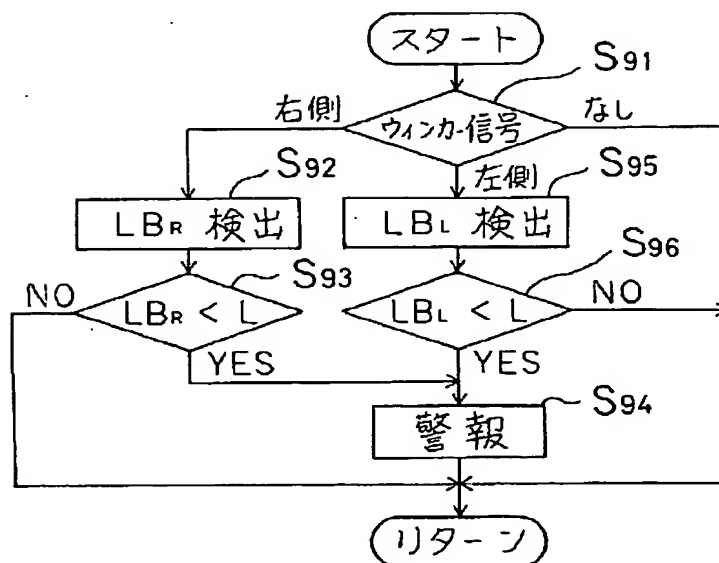 スタート
S91
右側
ウィンカー信号
なし
S92
左側
S95
LBR 検出
LBL 検出
S93
S96
NO
LBR < L
LBL < L
NO
YES
YES
S94
警報
リターン